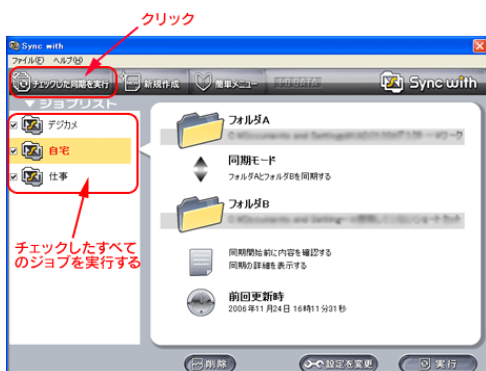 クリック
Sync with
ファイル(F) ヘルプ(H)
チェックした同期を実行
新規作成
簡単メニュー
I-O DATA
Sync with
▼ ジョブリスト
デジカメ
自宅
仕事
チェックしたすべて
のジョブを実行する
フォルダA
同期モード
フォルダAとフォルダBを同期する
フォルダB
同期開始前に内容を確認する
同期の詳細を表示する
前回更新時
2006年11月24日 16時11分31秒
削除
設定を変更
実行